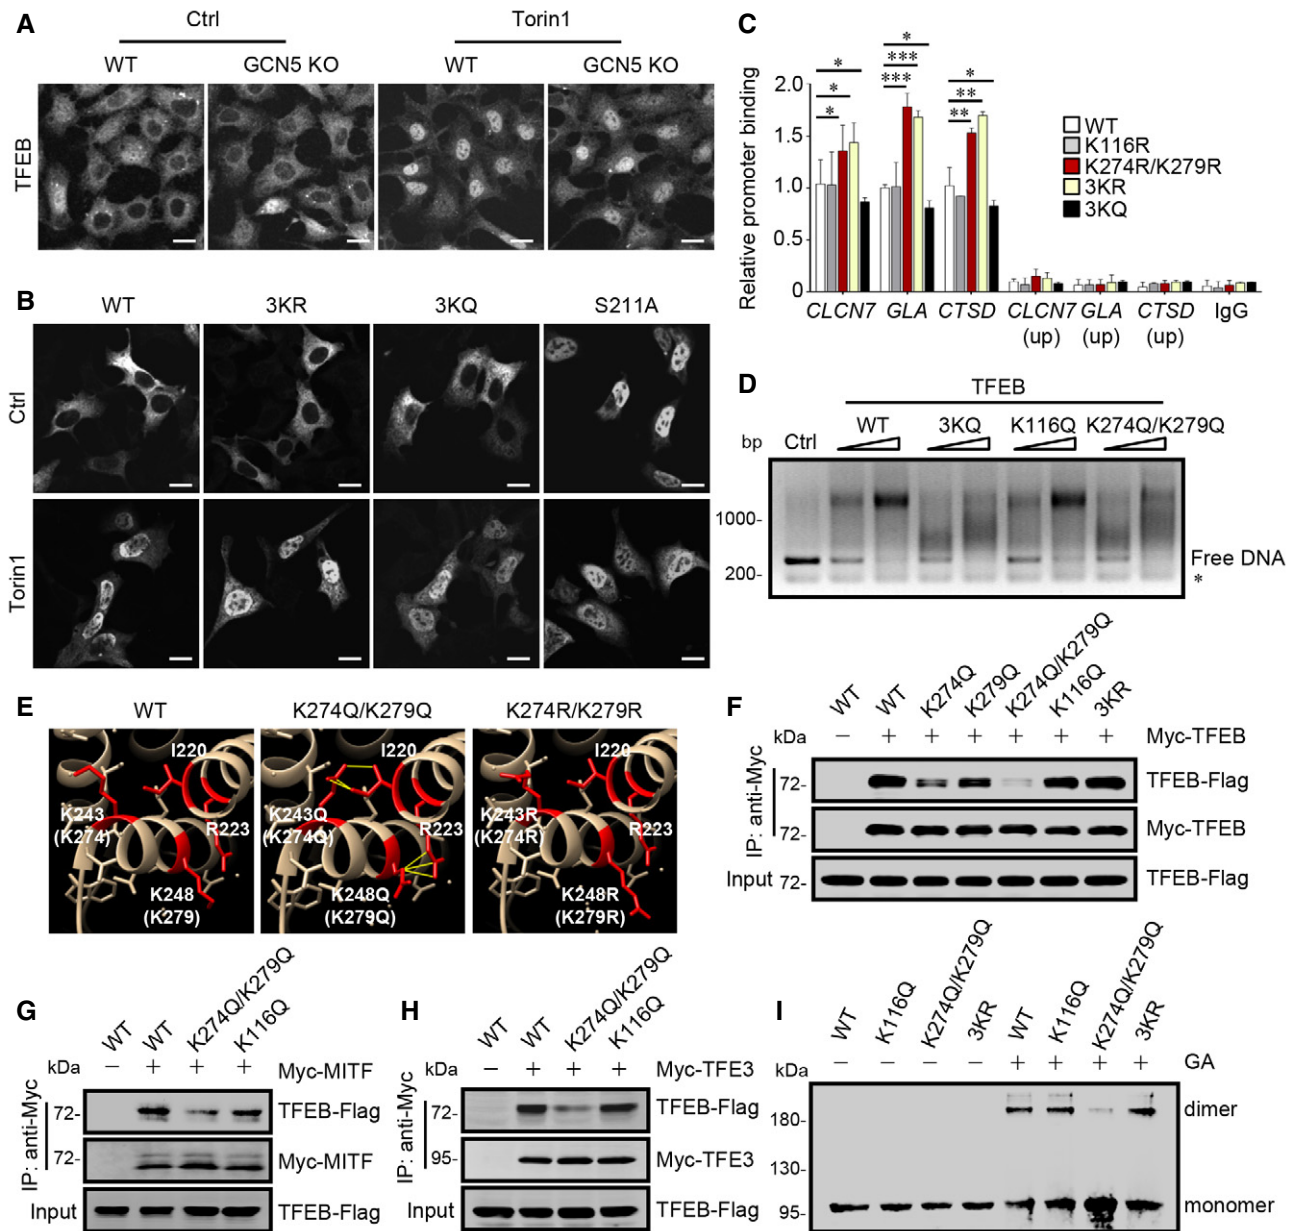 A
Ctrl
Torin1
WT
GCN5 KO
WT
GCN5 KO
TFEB
B
WT
3KR
3KQ
S211A
Ctrl
Torin1
C
Relative promoter binding
2.0
1.5
1.0
0.5
0
*
*
*
*
***
***
*
**
**
WT
K116R
K274R/K279R
3KR
3KQ
CLCN7
GLA
CTSD
CLCN7
(up)
GLA
(up)
CTSD
(up)
IgG
D
TFEB
bp
Ctrl
WT
3KQ
K116Q
K274Q/K279Q
1000-
200-
Free DNA
*
E
WT
K274Q/K279Q
K274R/K279R
I220
K243
(K274)
R223
K248
(K279)
I220
K243Q
(K274Q)
R223
K248Q
(K279Q)
I220
K243R
(K274R)
R223
K248R
(K279R)
F
WT
WT
K274Q
K279Q
K274Q/K279Q
K116Q
3KR
kDa
– + + + + + +
Myc-TFEB
IP: anti-Myc
72-
TFEB-Flag
72-
Myc-TFEB
Input
72-
TFEB-Flag
G
WT
WT
K274Q/K279Q
K116Q
kDa
– + + +
Myc-MITF
IP: anti-Myc
72-
TFEB-Flag
72-
Myc-MITF
Input
TFEB-Flag
H
WT
WT
K274Q/K279Q
K116Q
kDa
– + + +
Myc-TFE3
IP: anti-Myc
72-
TFEB-Flag
95-
Myc-TFE3
Input
TFEB-Flag
I
WT
K116Q
K274Q/K279Q
3KR
WT
K116Q
K274Q/K279Q
3KR
kDa
– – – – + + + +
GA
180-
dimer
130-
95-
monomer